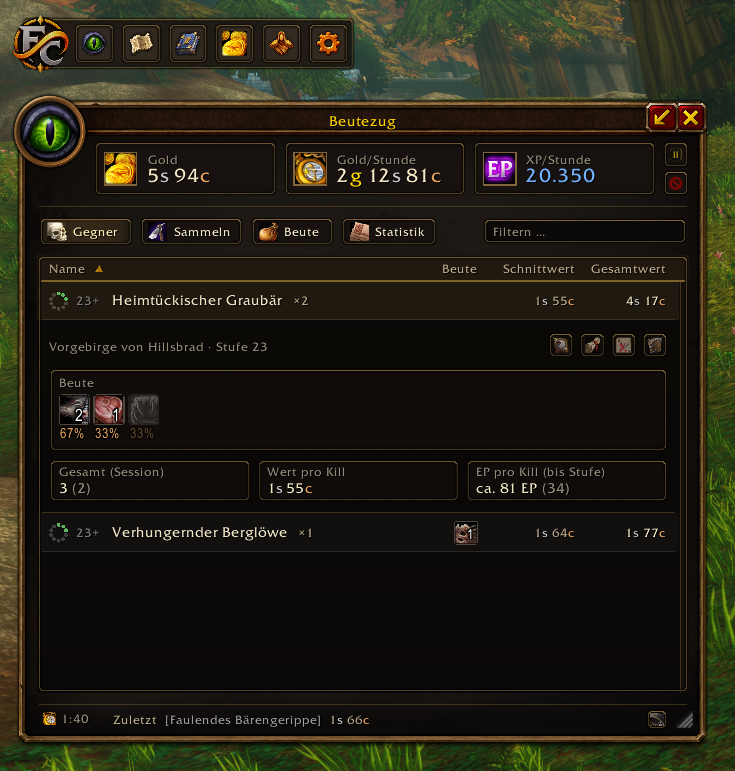 FC
Beutezug
Gold
5s 94c
Gold/Stunde
2g 12s 81c
EP
XP/Stunde
20.350
Gegner
Sammeln
Beute
Statistik
Filtern ...
Name Beute Schnittwert Gesamtwert
23+ Heimtückischer Graubär ×2 1s 55c 4s 17c
Vorgebirge von Hillsbrad · Stufe 23
Beute
2 1
67% 33% 33%
Gesamt (Session)
3 (2)
Wert pro Kill
1s 55c
EP pro Kill (bis Stufe)
ca. 81 EP (34)
23+ Verhungernder Berglöwe ×1 1 1s 64c 1s 77c
1:40 Zuletzt [Faulendes Bärengerippe] 1s 66c